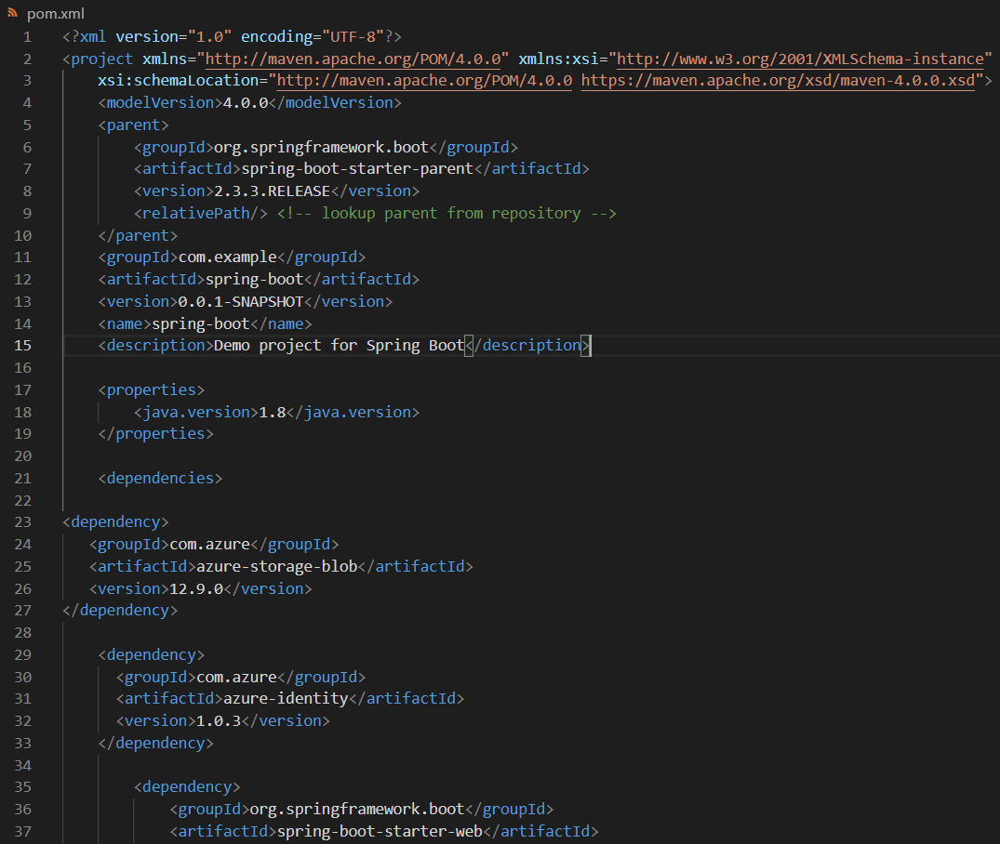 pom.xml
1 <?xml version="1.0" encoding="UTF-8"?>
2 <project xmlns="http://maven.apache.org/POM/4.0.0" xmlns:xsi="http://www.w3.org/2001/XMLSchema-instance"
3 xsi:schemaLocation="http://maven.apache.org/POM/4.0.0 https://maven.apache.org/xsd/maven-4.0.0.xsd">
4 <modelVersion>4.0.0</modelVersion>
5 <parent>
6 <groupId>org.springframework.boot</groupId>
7 <artifactId>spring-boot-starter-parent</artifactId>
8 <version>2.3.3.RELEASE</version>
9 <relativePath/> <!-- lookup parent from repository -->
10 </parent>
11 <groupId>com.example</groupId>
12 <artifactId>spring-boot</artifactId>
13 <version>0.0.1-SNAPSHOT</version>
14 <name>spring-boot</name>
15 <description>Demo project for Spring Boot</description>
16
17 <properties>
18 <java.version>1.8</java.version>
19 </properties>
20
21 <dependencies>
22
23 <dependency>
24 <groupId>com.azure</groupId>
25 <artifactId>azure-storage-blob</artifactId>
26 <version>12.9.0</version>
27 </dependency>
28
29 <dependency>
30 <groupId>com.azure</groupId>
31 <artifactId>azure-identity</artifactId>
32 <version>1.0.3</version>
33 </dependency>
34
35 <dependency>
36 <groupId>org.springframework.boot</groupId>
37 <artifactId>spring-boot-starter-web</artifactId>